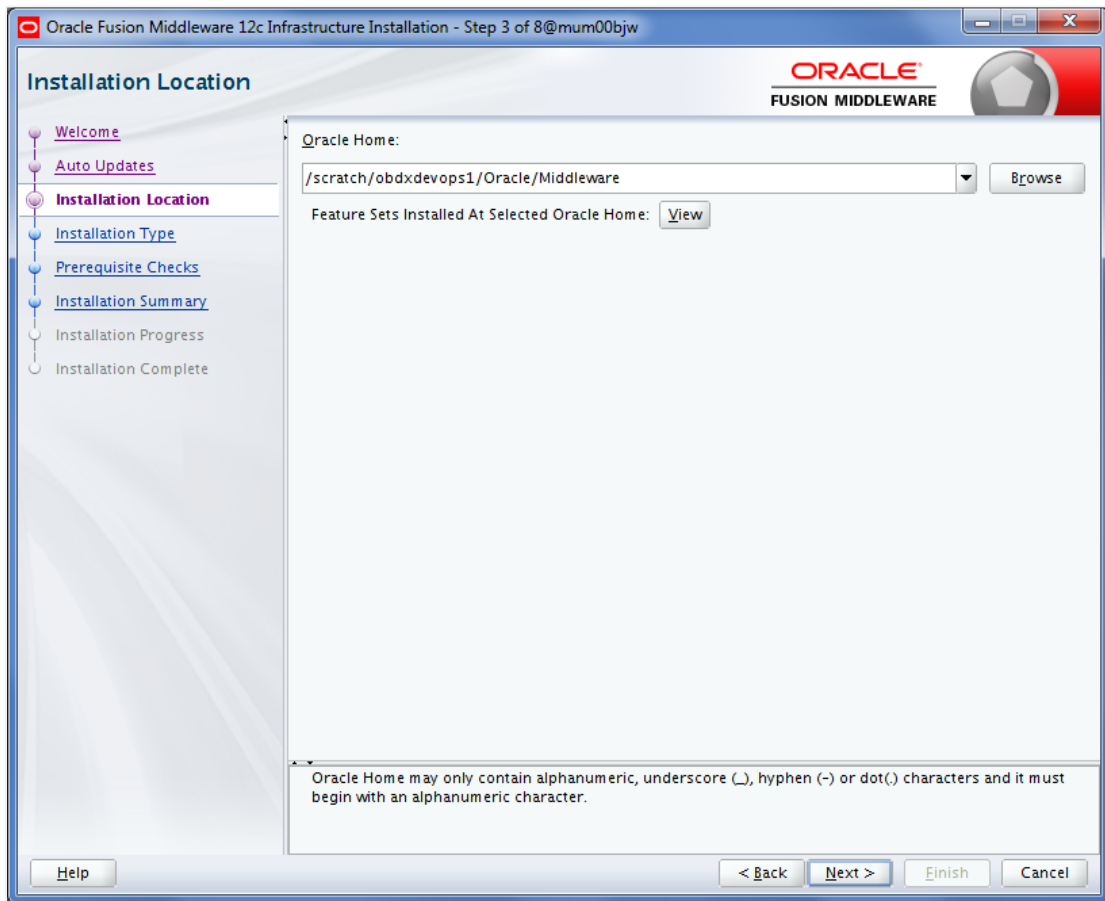 Oracle Fusion Middleware 12c Infrastructure Installation - Step 3 of 8@mum00bjw
Installation Location
ORACLE®
FUSION MIDDLEWARE
Welcome
Auto Updates
Installation Location
Installation Type
Prerequisite Checks
Installation Summary
Installation Progress
Installation Complete
Oracle Home:
/scratch/obdxdevops1/Oracle/Middleware
Browse
Feature Sets Installed At Selected Oracle Home: View
Oracle Home may only contain alphanumeric, underscore (_), hyphen (-) or dot(.) characters and it must
begin with an alphanumeric character.
Help
< Back
Next >
Finish
Cancel